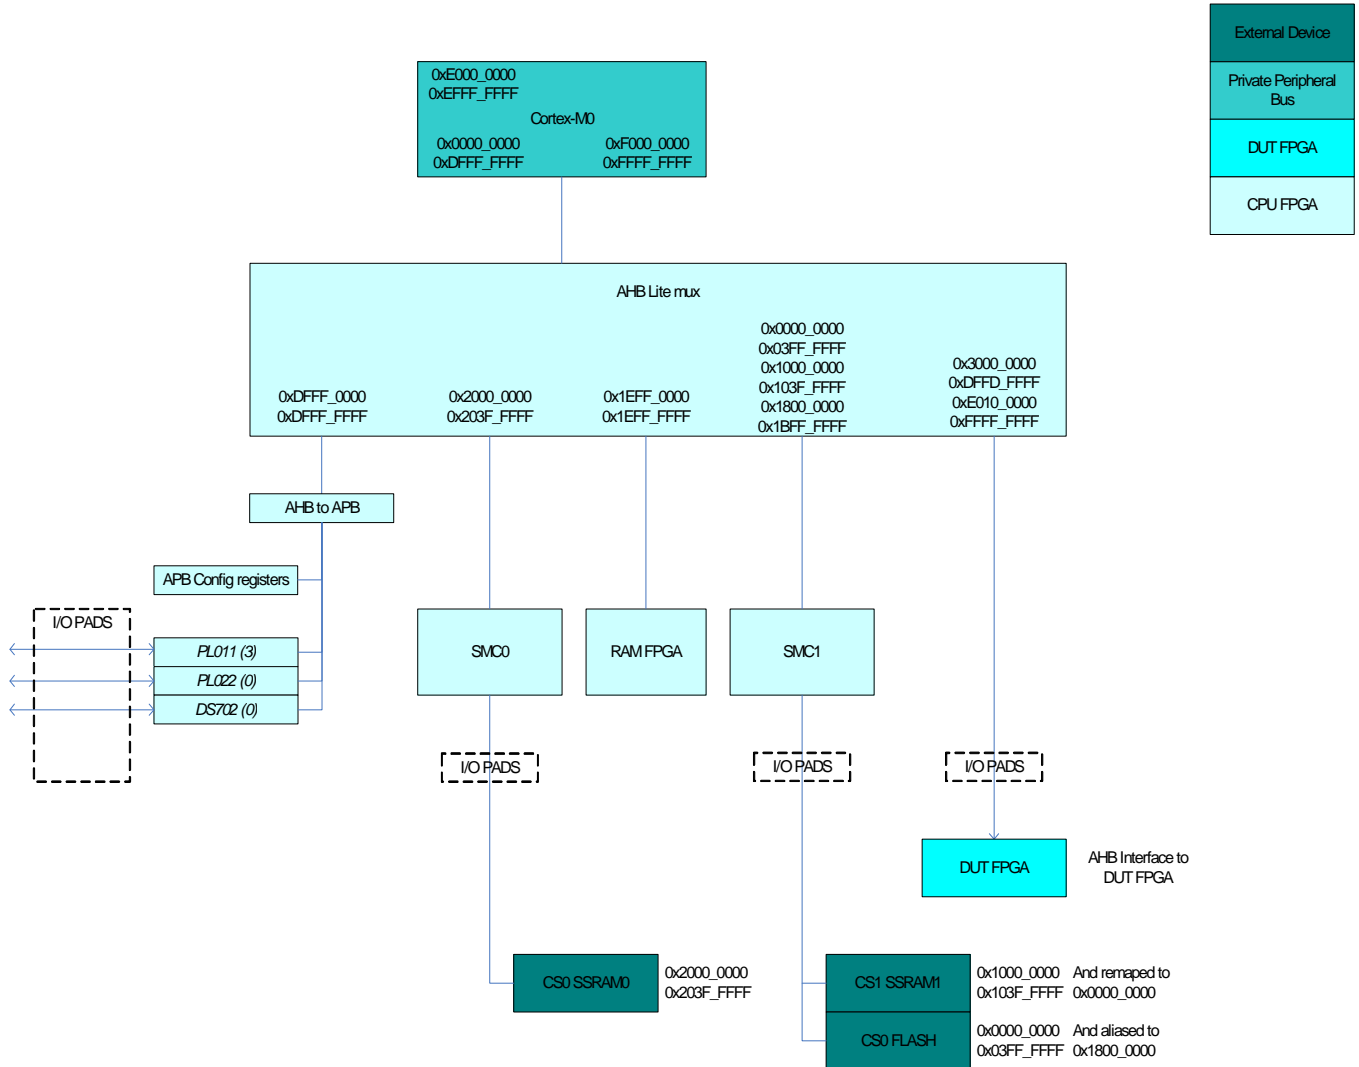 External Device
Private Peripheral
Bus
DUT FPGA
CPU FPGA
0xE000_0000
0xEFFF_FFFF
Cortex-M0
0x0000_0000
0xDFFF_FFFF
0xF000_0000
0xFFFF_FFFF
AHB Lite mux
0xDFFF_0000
0xDFFF_FFFF
0x2000_0000
0x203F_FFFF
0x1EFF_0000
0x1EFF_FFFF
0x0000_0000
0x03FF_FFFF
0x1000_0000
0x103F_FFFF
0x1800_0000
0x1BFF_FFFF
0x3000_0000
0xDFFD_FFFF
0xE010_0000
0xFFFF_FFFF
AHB to APB
APB Config registers
I/O PADS
PL011 (3)
PL022 (0)
DS702 (0)
SMC0
RAM FPGA
SMC1
I/O PADS
I/O PADS
I/O PADS
DUT FPGA
AHB Interface to
DUT FPGA
CS0 SSRAM0
0x2000_0000
0x203F_FFFF
CS1 SSRAM1
0x1000_0000 And remaped to
0x103F_FFFF 0x0000_0000
CS0 FLASH
0x0000_0000 And aliased to
0x03FF_FFFF 0x1800_0000